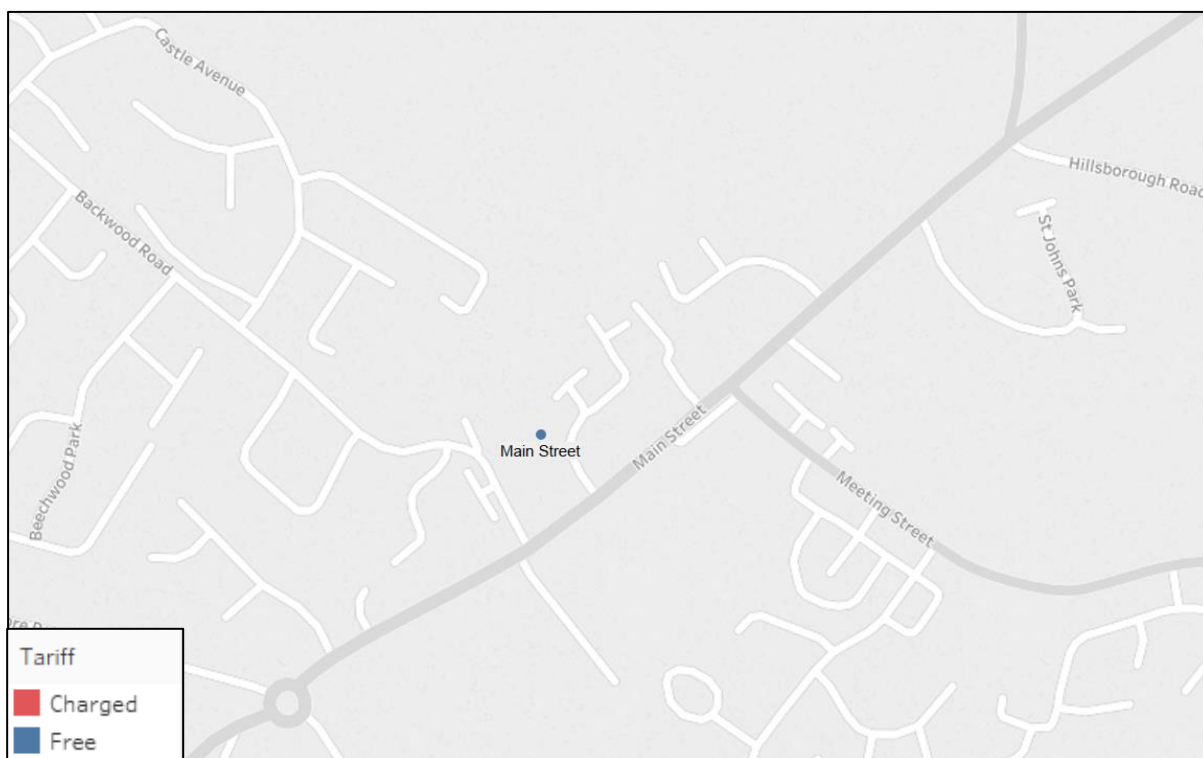 Castle Avenue
Hillsborough Road
Backwood Road
St Johns Park
Main Street
Main Street
Beechwood Park
Meeting Street
Tariff
Charged
Free